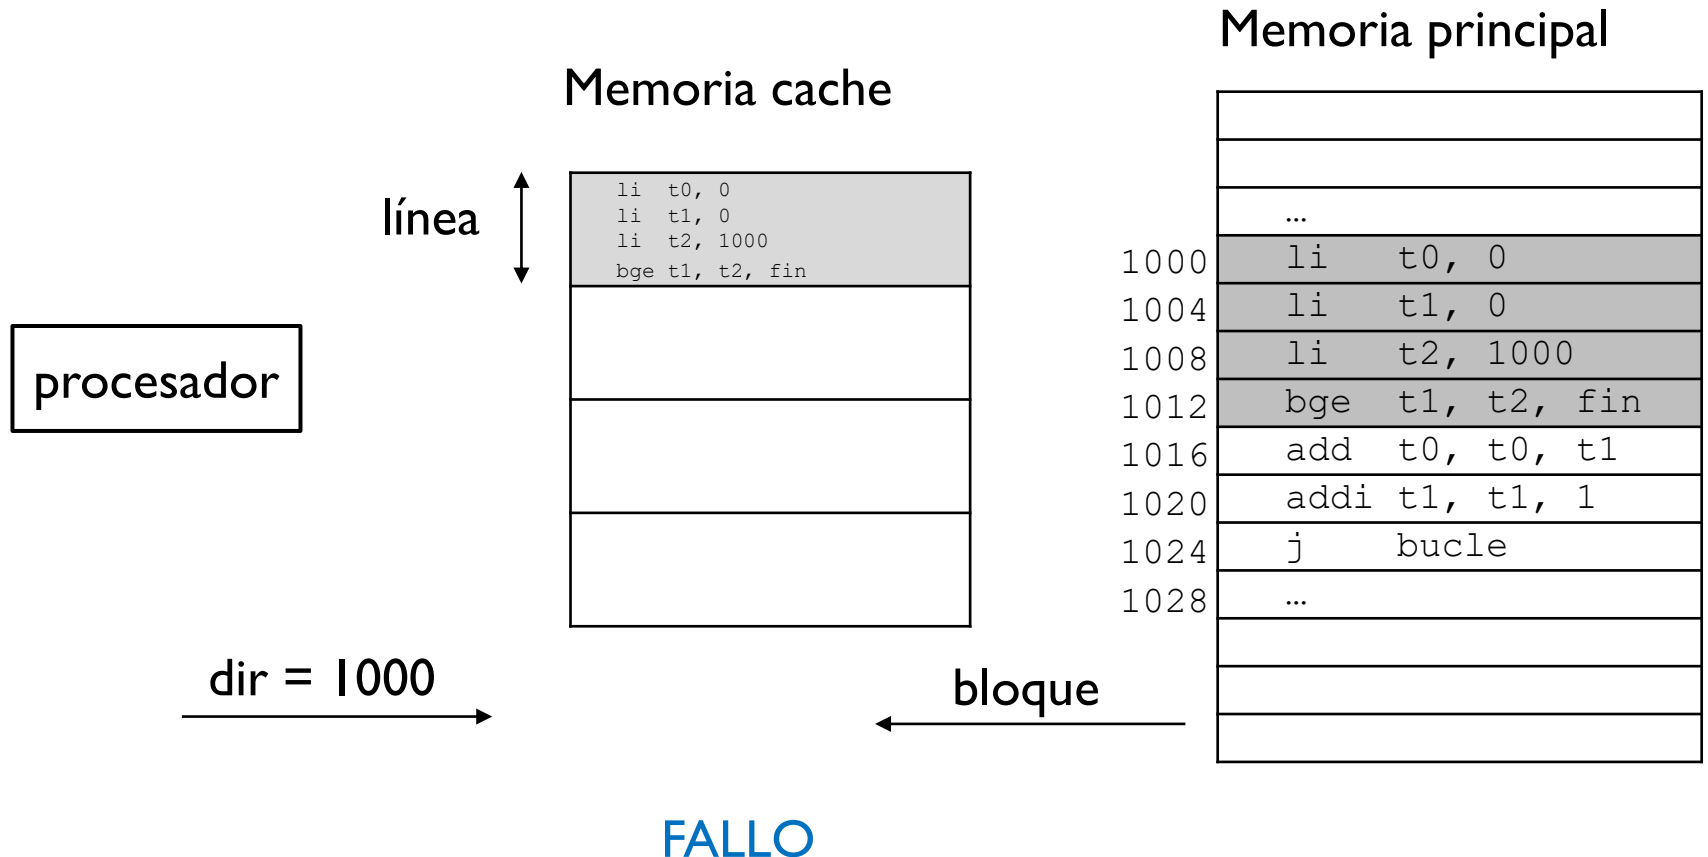 Memoria principal
Memoria cache
línea
li t0, 0
li t1, 0
li t2, 1000
bge t1, t2, fin
procesador
…
1000 li t0, 0
1004 li t1, 0
1008 li t2, 1000
1012 bge t1, t2, fin
1016 add t0, t0, t1
1020 addi t1, t1, 1
1024 j bucle
1028 …
dir = 1000
bloque
FALLO